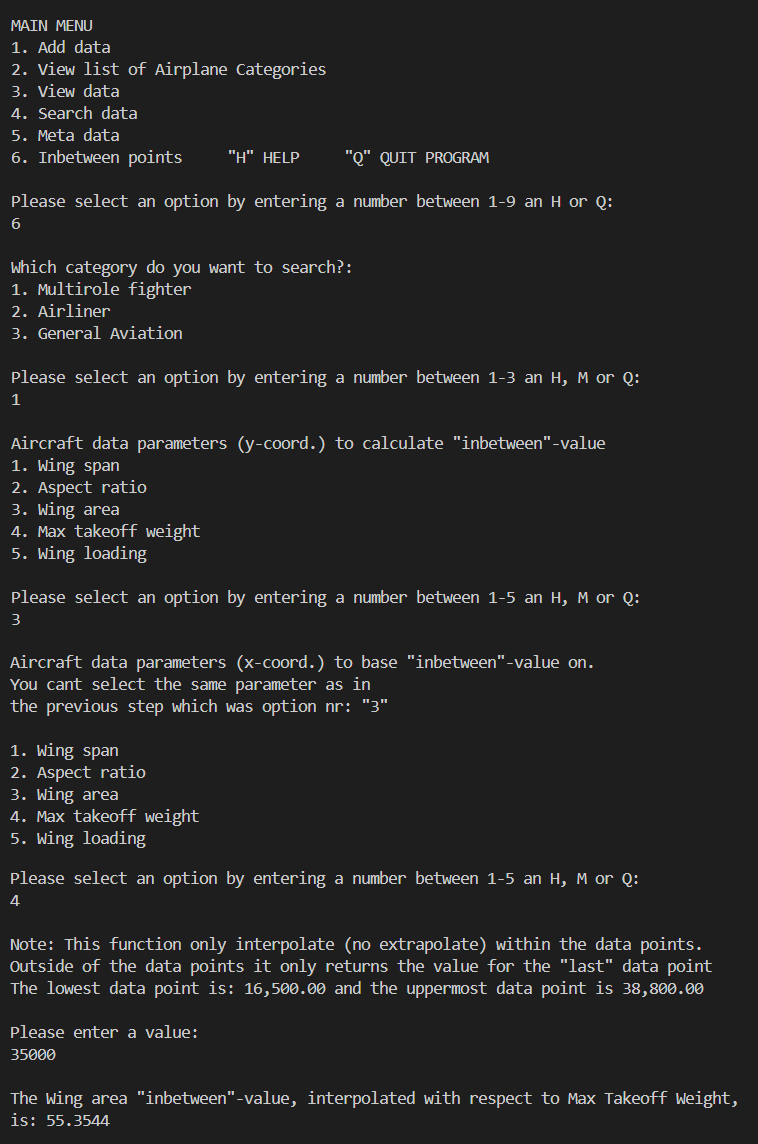 MAIN MENU
1. Add data
2. View list of Airplane Categories
3. View data
4. Search data
5. Meta data
6. Inbetween points     "H" HELP     "Q" QUIT PROGRAM
Please select an option by entering a number between 1-9 an H or Q:
6
Which category do you want to search?:
1. Multirole fighter
2. Airliner
3. General Aviation
Please select an option by entering a number between 1-3 an H, M or Q:
1
Aircraft data parameters (y-coord.) to calculate "inbetween"-value
1. Wing span
2. Aspect ratio
3. Wing area
4. Max takeoff weight
5. Wing loading
Please select an option by entering a number between 1-5 an H, M or Q:
3
Aircraft data parameters (x-coord.) to base "inbetween"-value on.
You cant select the same parameter as in
the previous step which was option nr: "3"
1. Wing span
2. Aspect ratio
3. Wing area
4. Max takeoff weight
5. Wing loading
Please select an option by entering a number between 1-5 an H, M or Q:
4
Note: This function only interpolate (no extrapolate) within the data points.
Outside of the data points it only returns the value for the "last" data point
The lowest data point is: 16,500.00 and the uppermost data point is 38,800.00
Please enter a value:
35000
The Wing area "inbetween"-value, interpolated with respect to Max Takeoff Weight,
is: 55.3544